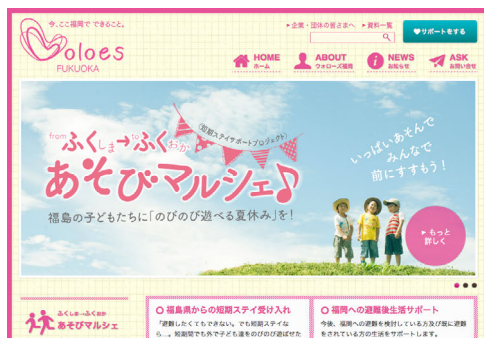 今、ここ福岡で できること。
Voloes
FUKUOKA
▸企業・団体の皆さまへ ▸資料一覧
♥サポートをする
HOME
ホーム
ABOUT
ウォローズ福岡
NEWS
お知らせ
ASK
お問い合せ
from ふくしま→to ふくおか
〈短期ステイサポートプロジェクト〉
あそび・マルシェ♪
福島の子どもたちに「のびのび遊べる夏休み」を！
いっぱいあそんで
みんなで
前にすすもう！
▸もっと
詳しく
ふくしま→ふくおか
あそびマルシェ
福島県からの短期ステイ受け入れ
「避難したくてもできない。でも短期ステイな
ら…。短期間でも外で子ども達をのびのび遊ばせた
福岡への避難後生活サポート
今後、福岡への避難を検討している方及び既に避難
をされている方の生活をサポートします。